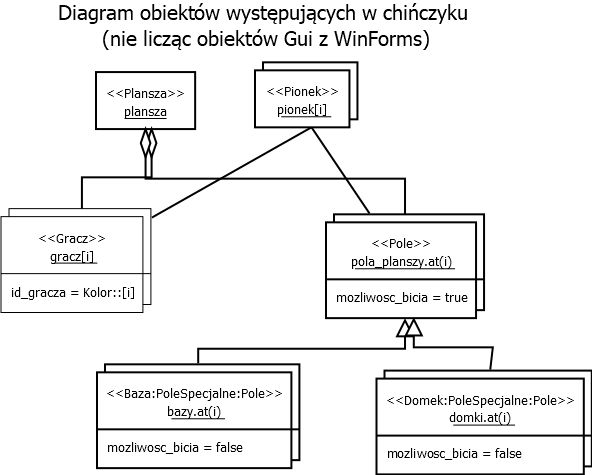 Diagram obiektów występujących w chińczyku
(nie licząc obiektów Gui z WinForms)
<<Plansza>>
plansza
<<Pionek>>
pionek[i]
<<Gracz>>
gracz[i]
id_gracza = Kolor::[i]
<<Pole>>
pola_planszy.at(i)
mozliwosc_bicia = true
<<Baza:PoleSpecjalne:Pole>>
bazy.at(i)
mozliwosc_bicia = false
<<Domek:PoleSpecjalne:Pole>>
domki.at(i)
mozliwosc_bicia = false